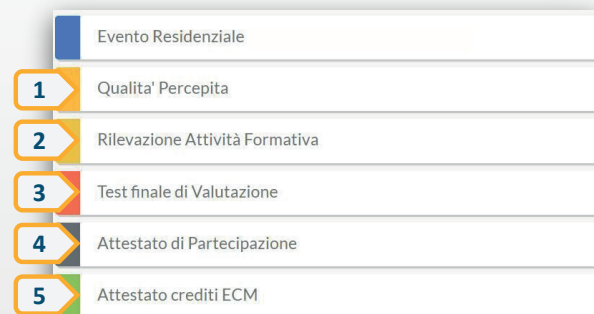 Evento Residenziale
1 Qualita' Percepita
2 Rilevazione Attività Formativa
3 Test finale di Valutazione
4 Attestato di Partecipazione
5 Attestato crediti ECM